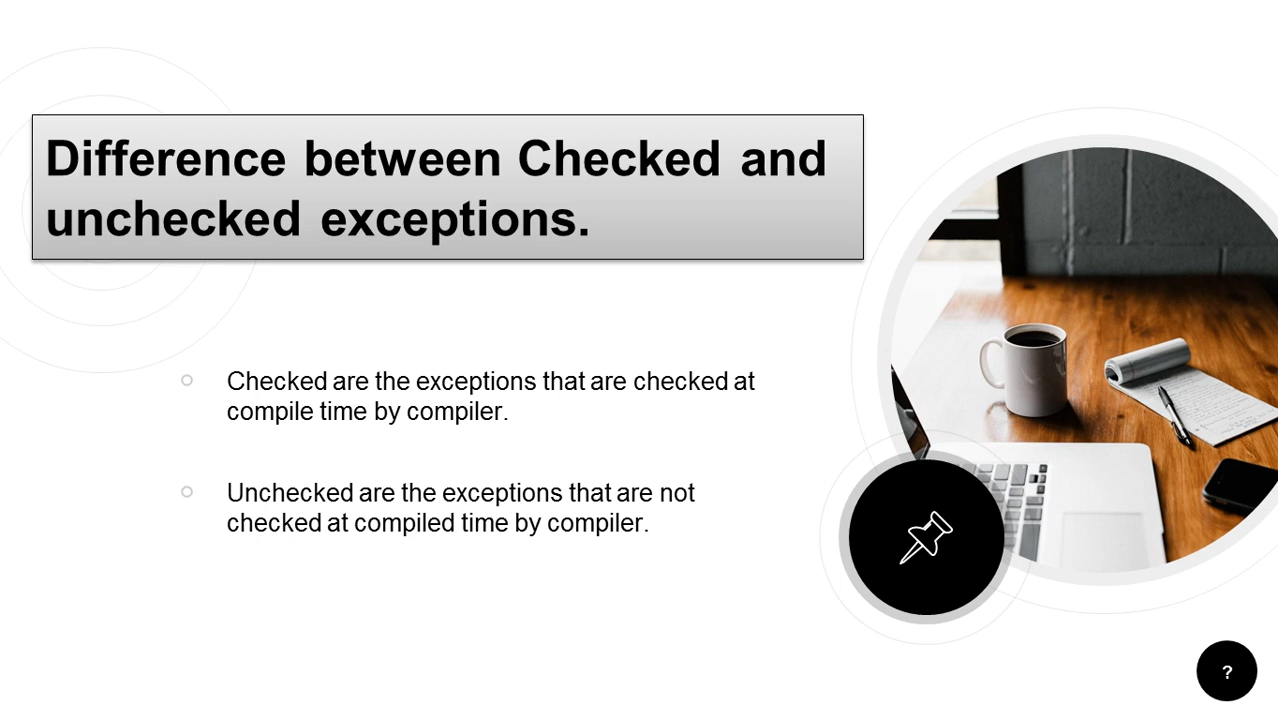 Difference between Checked and
unchecked exceptions.
Checked are the exceptions that are checked at
compile time by compiler.
Unchecked are the exceptions that are not
checked at compiled time by compiler.
?